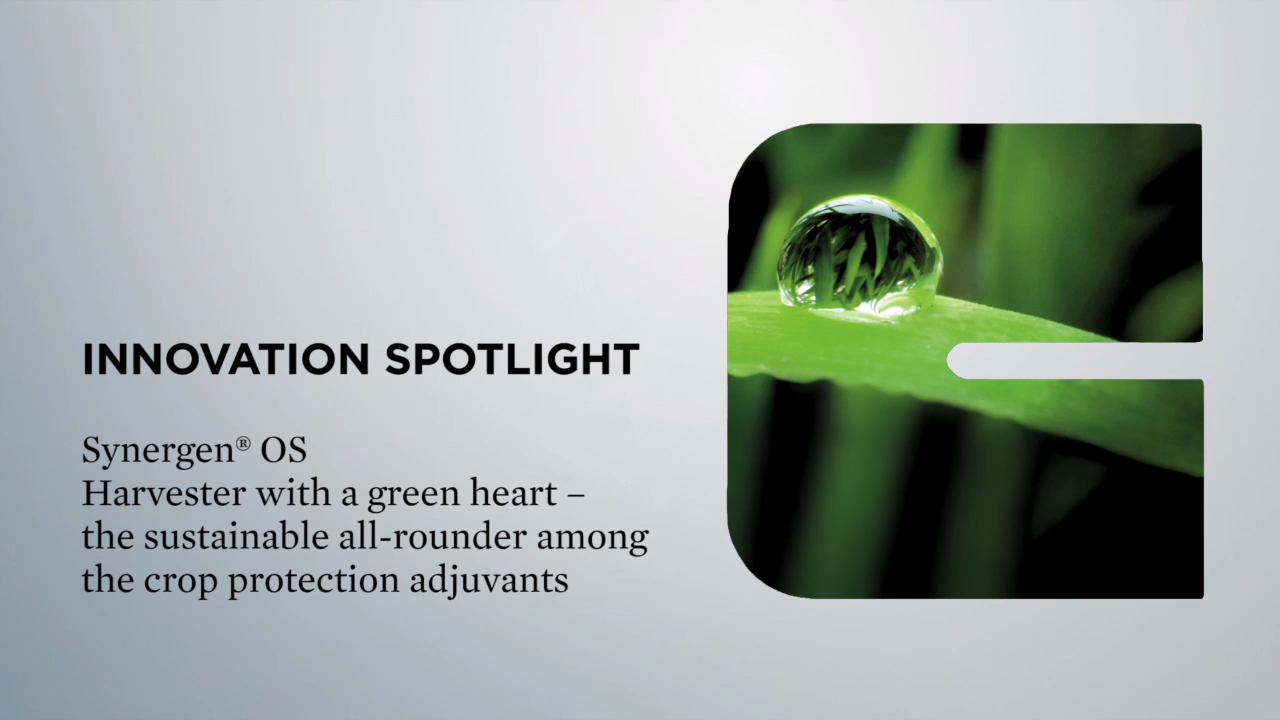 INNOVATION SPOTLIGHT
Synergen® OS
Harvester with a green heart –
the sustainable all-rounder among
the crop protection adjuvants